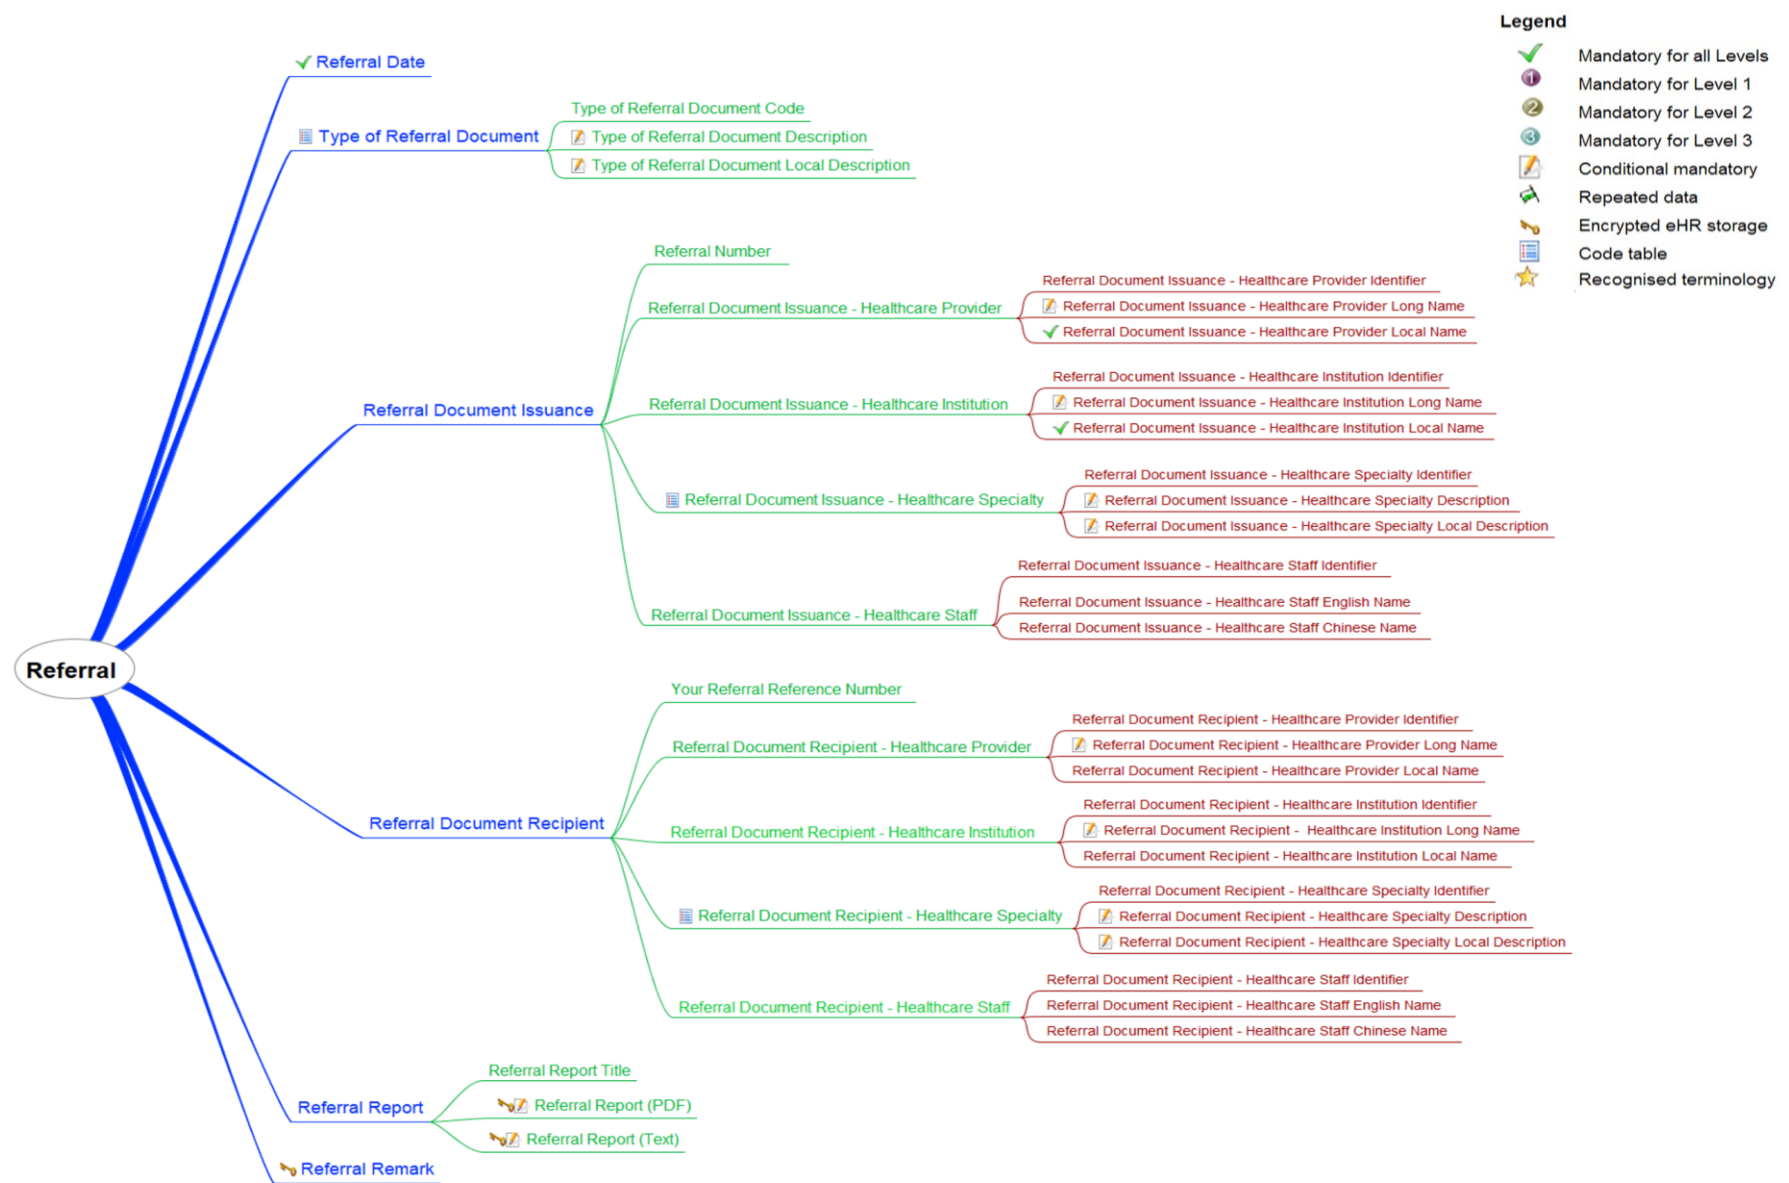 Legend
Mandatory for all Levels
1 Mandatory for Level 1
2 Mandatory for Level 2
3 Mandatory for Level 3
Conditional mandatory
Repeated data
Encrypted eHR storage
Code table
Recognised terminology
Referral
Referral Date
Type of Referral Document
Type of Referral Document Code
Type of Referral Document Description
Type of Referral Document Local Description
Referral Document Issuance
Referral Number
Referral Document Issuance - Healthcare Provider
Referral Document Issuance - Healthcare Provider Identifier
Referral Document Issuance - Healthcare Provider Long Name
Referral Document Issuance - Healthcare Provider Local Name
Referral Document Issuance - Healthcare Institution
Referral Document Issuance - Healthcare Institution Identifier
Referral Document Issuance - Healthcare Institution Long Name
Referral Document Issuance - Healthcare Institution Local Name
Referral Document Issuance - Healthcare Specialty
Referral Document Issuance - Healthcare Specialty Identifier
Referral Document Issuance - Healthcare Specialty Description
Referral Document Issuance - Healthcare Specialty Local Description
Referral Document Issuance - Healthcare Staff
Referral Document Issuance - Healthcare Staff Identifier
Referral Document Issuance - Healthcare Staff English Name
Referral Document Issuance - Healthcare Staff Chinese Name
Referral Document Recipient
Your Referral Reference Number
Referral Document Recipient - Healthcare Provider
Referral Document Recipient - Healthcare Provider Identifier
Referral Document Recipient - Healthcare Provider Long Name
Referral Document Recipient - Healthcare Provider Local Name
Referral Document Recipient - Healthcare Institution
Referral Document Recipient - Healthcare Institution Identifier
Referral Document Recipient - Healthcare Institution Long Name
Referral Document Recipient - Healthcare Institution Local Name
Referral Document Recipient - Healthcare Specialty
Referral Document Recipient - Healthcare Specialty Identifier
Referral Document Recipient - Healthcare Specialty Description
Referral Document Recipient - Healthcare Specialty Local Description
Referral Document Recipient - Healthcare Staff
Referral Document Recipient - Healthcare Staff Identifier
Referral Document Recipient - Healthcare Staff English Name
Referral Document Recipient - Healthcare Staff Chinese Name
Referral Report
Referral Report Title
Referral Report (PDF)
Referral Report (Text)
Referral Remark